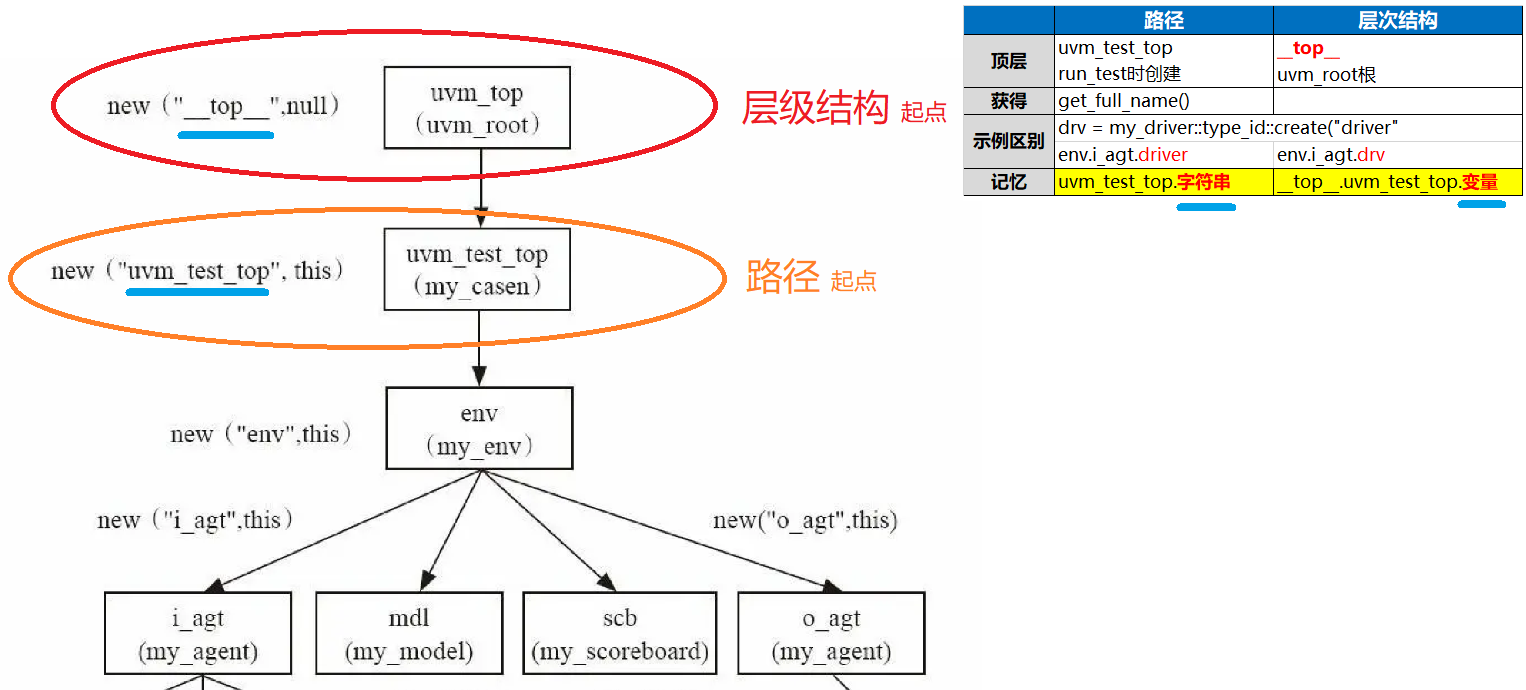 new（"__top__",null）
uvm_top
（uvm_root）
层级结构 起点
new（"uvm_test_top", this）
uvm_test_top
（my_casen）
路径 起点
new（"env",this）
env
（my_env）
new（"i_agt",this）
new("o_agt",this)
i_agt
(my_agent)
mdl
(my_model)
scb
(my_scoreboard)
o_agt
(my_agent)
路径 层次结构
顶层
uvm_test_top
run_test时创建
__top__
uvm_root根
获得 get_full_name()
示例区别
drv = my_driver::type_id::create("driver"
env.i_agt.driver env.i_agt.drv
记忆 uvm_test_top.字符串 __top__.uvm_test_top.变量